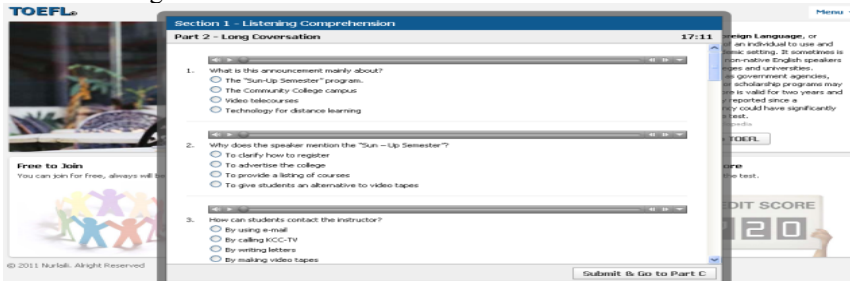 TOEFL®
Menu
Section 1 - Listening Comprehension
Part 2 - Long Coversation 17:11
1. What is this announcement mainly about?
The "Sun-Up Semester" program.
The Community College campus
Video telecourses
Technology for distance learning
2. Why does the speaker mention the "Sun – Up Semester"?
To clarify how to register
To advertise the college
To provide a listing of courses
To give students an alternative to video tapes
3. How can students contact the instructor?
By using e-mail
By calling KCC-TV
By writing letters
By making video tapes
Submit & Go to Part C
reign Language, or
of an individual to use and
setting. It sometimes is
non-native English speakers
and universities.
as government agencies,
scholarship programs may
is valid for two years and
reported since a
could have significantly
test.
TOEFL
Free to Join
You can join for free, always will be
the test.
EDIT SCORE
20
© 2011 Nurlaik. Alright Reserved